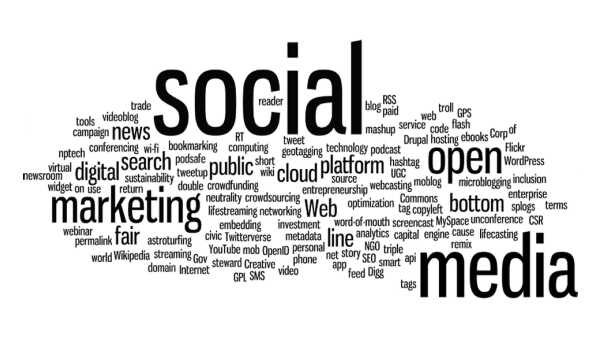 social
reader
trade
blog RSS
paid
videoblog
tools
campaign news
web troll GPS
code flash
mashup service
RT tweet
conferencing wi-fi bookmarking computing
geotagging technology podcast
Drupal hosting ebooks Corp of
nptech search podsafe public short cloud platform hashtag open Flickr
WordPress
virtual digital tweetup wiki source UGC
newsroom sustainability
widget on use return double crowdfunding entrepreneurship webcasting moblog microblogging inclusion
marketing neutrality crowdsourcing Web optimization Commons bottom enterprise
lifestreaming networking tag copyleft splogs terms
embedding investment word-of-mouth screencast MySpace unconference CSR
webinar fair civic Twitterverse metadata line analytics capital engine cause lifecasting
permalink astroturfing NGO remix
YouTube mob OpenID personal net story triple
world Wikipedia streaming Gov steward Creative phone app SEO smart api
domain Internet GPL SMS video feed Digg
media
tags